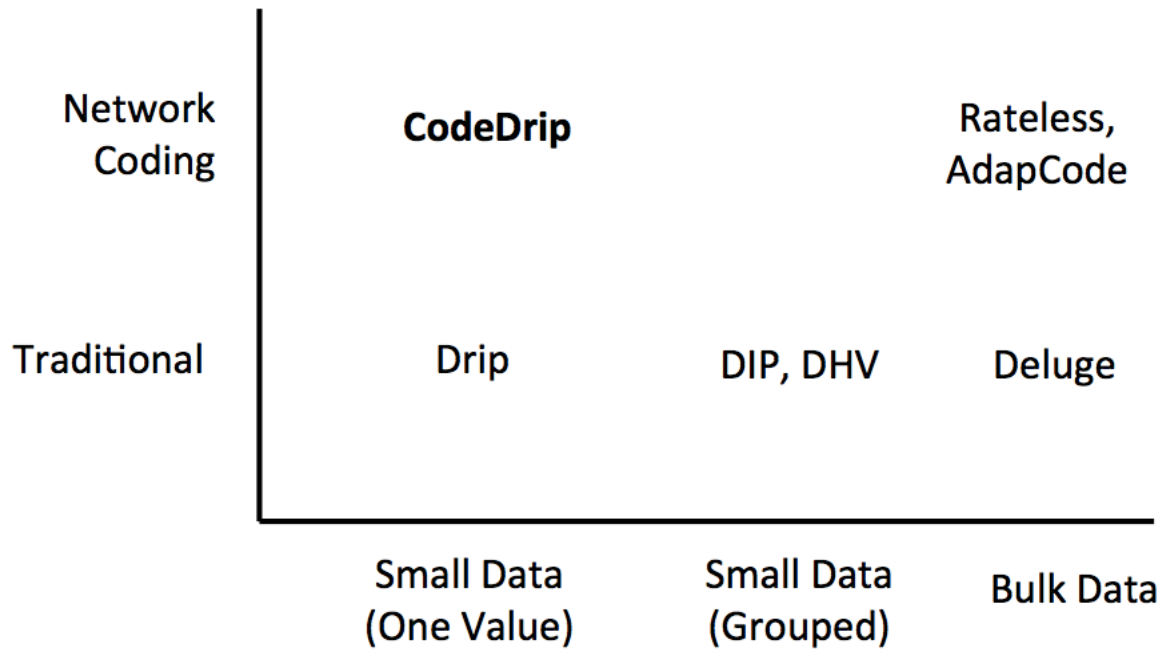 Network
Coding
CodeDrip
Rateless,
AdapCode
Traditional
Drip
DIP, DHV
Deluge
Small Data
(One Value)
Small Data
(Grouped)
Bulk Data